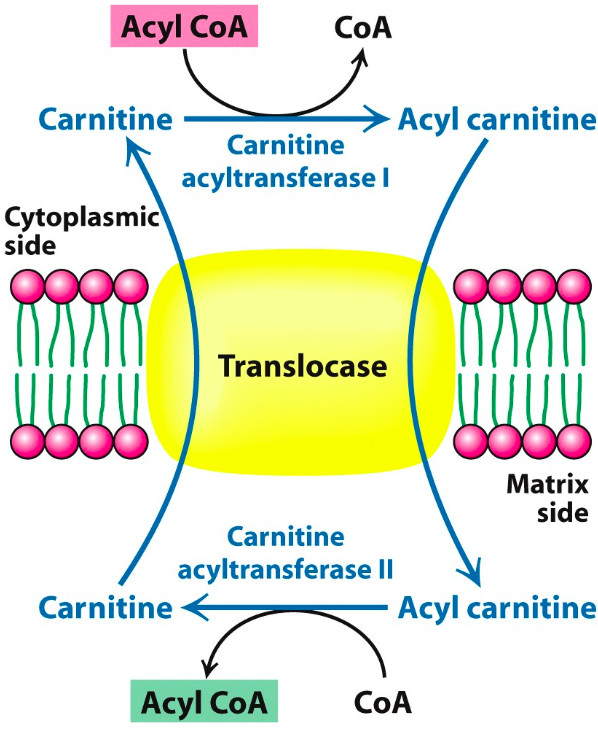 Acyl CoA
CoA
Carnitine
Acyl carnitine
Carnitine
acyltransferase I
Cytoplasmic
side
Translocase
Matrix
side
Carnitine
acyltransferase II
Carnitine
Acyl carnitine
Acyl CoA
CoA